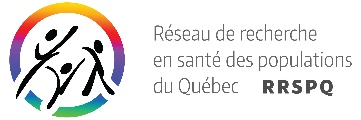 Réseau de recherche
en santé des populations
du Québec RRSPQ